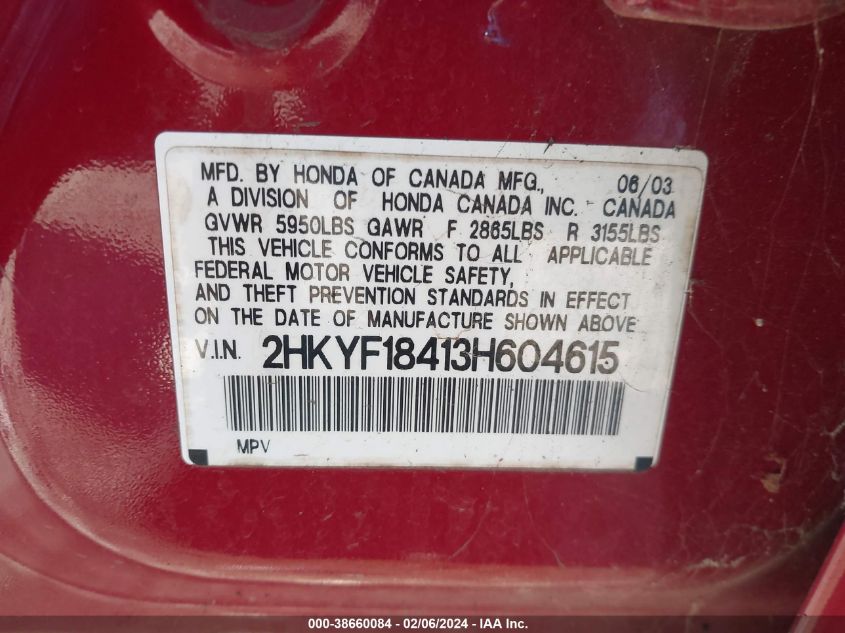 MFD. BY HONDA OF CANADA MFG., 06/03
A DIVISION OF HONDA CANADA INC. CANADA
GVWR 5950LBS GAWR F 2865LBS R 3155LBS
THIS VEHICLE CONFORMS TO ALL APPLICABLE
FEDERAL MOTOR VEHICLE SAFETY,
AND THEFT PREVENTION STANDARDS IN EFFECT
ON THE DATE OF MANUFACTURE SHOWN ABOVE
V.I.N. 2HKYF18413H604615
MPV
000-38660084 - 02/06/2024 - IAA Inc.